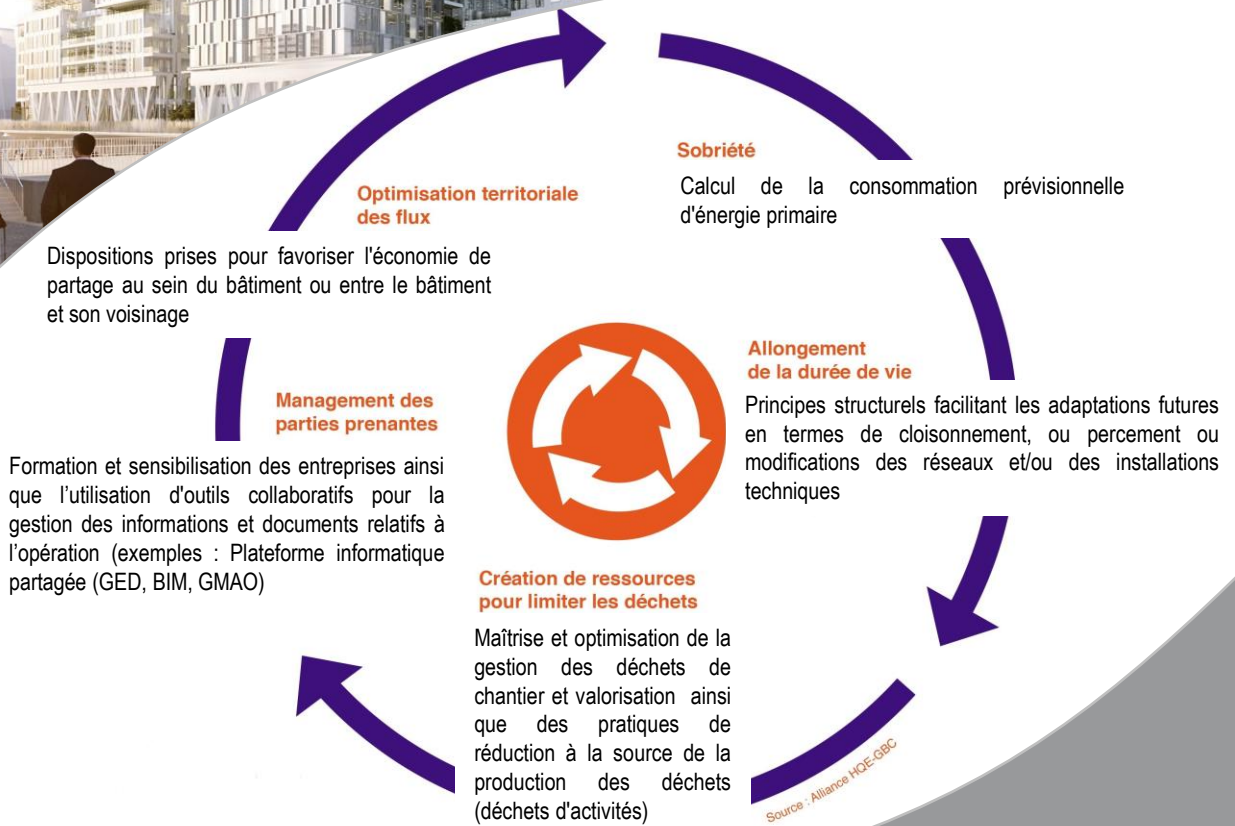 Sobriété
Calcul de la consommation prévisionnelle
d'énergie primaire
Allongement
de la durée de vie
Principes structurels facilitant les adaptations futures
en termes de cloisonnement, ou percement ou
modifications des réseaux et/ou des installations
techniques
Création de ressources
pour limiter les déchets
Maîtrise et optimisation de la
gestion des déchets de
chantier et valorisation ainsi
que des pratiques de
réduction à la source de la
production des déchets
(déchets d'activités)
Management des
parties prenantes
Formation et sensibilisation des entreprises ainsi
que l’utilisation d'outils collaboratifs pour la
gestion des informations et documents relatifs à
l’opération (exemples : Plateforme informatique
partagée (GED, BIM, GMAO)
Optimisation territoriale
des flux
Dispositions prises pour favoriser l'économie de
partage au sein du bâtiment ou entre le bâtiment
et son voisinage
Source : Alliance HQE-GBC